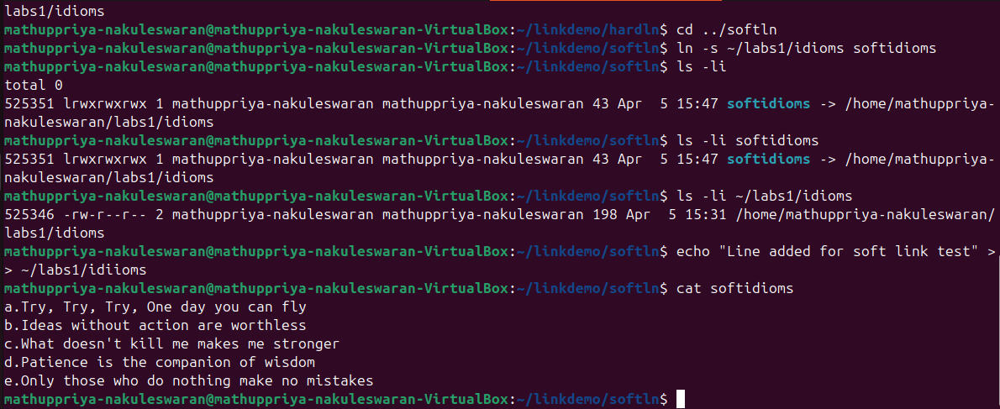 labs1/idioms
mathuppriya-nakuleswaran@mathuppriya-nakuleswaran-VirtualBox:~/linkdemo/hardln$ cd ../softln
mathuppriya-nakuleswaran@mathuppriya-nakuleswaran-VirtualBox:~/linkdemo/softln$ ln -s ~/labs1/idioms softidioms
mathuppriya-nakuleswaran@mathuppriya-nakuleswaran-VirtualBox:~/linkdemo/softln$ ls -li
total 0
525351 lrwxrwxrwx 1 mathuppriya-nakuleswaran mathuppriya-nakuleswaran 43 Apr  5 15:47 softidioms -> /home/mathuppriya-
nakuleswaran/labs1/idioms
mathuppriya-nakuleswaran@mathuppriya-nakuleswaran-VirtualBox:~/linkdemo/softln$ ls -li softidioms
525351 lrwxrwxrwx 1 mathuppriya-nakuleswaran mathuppriya-nakuleswaran 43 Apr  5 15:47 softidioms -> /home/mathuppriya-
nakuleswaran/labs1/idioms
mathuppriya-nakuleswaran@mathuppriya-nakuleswaran-VirtualBox:~/linkdemo/softln$ ls -li ~/labs1/idioms
525346 -rw-r--r-- 2 mathuppriya-nakuleswaran mathuppriya-nakuleswaran 198 Apr  5 15:31 /home/mathuppriya-nakuleswaran/
labs1/idioms
mathuppriya-nakuleswaran@mathuppriya-nakuleswaran-VirtualBox:~/linkdemo/softln$ echo "Line added for soft link test" >
> ~/labs1/idiioms
mathuppriya-nakuleswaran@mathuppriya-nakuleswaran-VirtualBox:~/linkdemo/softln$ cat softidioms
a.Try, Try, Try, One day you can fly
b.Ideas without action are worthless
c.What doesn't kill me makes me stronger
d.Patience is the companion of wisdom
e.Only those who do nothing make no mistakes
mathuppriya-nakuleswaran@mathuppriya-nakuleswaran-VirtualBox:~/linkdemo/softln$